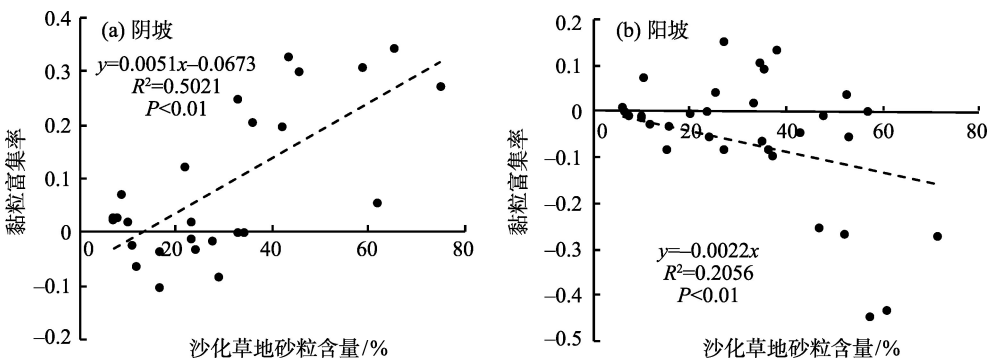 (a) 阴坡
y=0.0051x–0.0673
R²=0.5021
P<0.01
黏粒富集率
0.4
0.3
0.2
0.1
0
–0.1
–0.2
0 20 40 60 80
沙化草地砂粒含量/%
(b) 阳坡
y=–0.0022x
R²=0.2056
P<0.01
黏粒富集率
0.2
0.1
0
–0.1
–0.2
–0.3
–0.4
–0.5
0 20 40 60 80
沙化草地砂粒含量/%